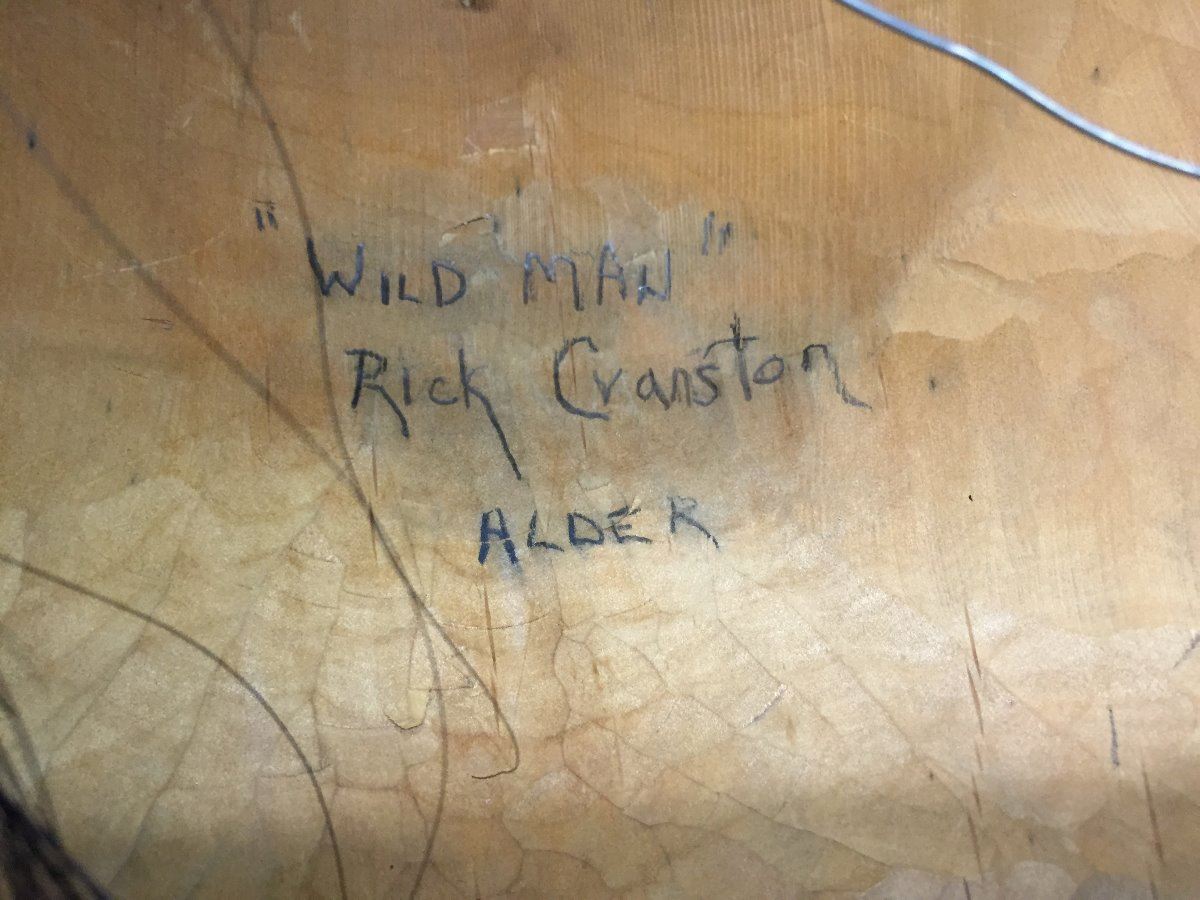 "WILD MAN"
Rick Cranston
ALDER